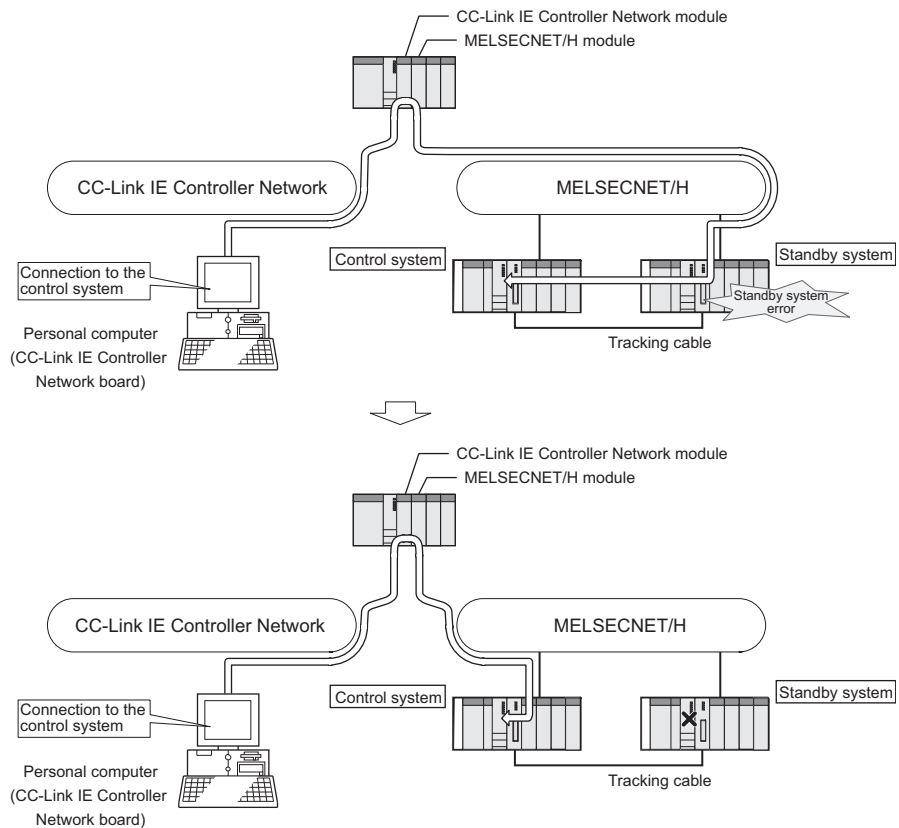 CC-Link IE Controller Network module
MELSECNET/H module
CC-Link IE Controller Network
MELSECNET/H
Control system
Standby system
Connection to the
control system
Standby system
error
Personal computer
(CC-Link IE Controller
Network board)
Tracking cable
CC-Link IE Controller Network module
MELSECNET/H module
CC-Link IE Controller Network
MELSECNET/H
Control system
Standby system
Connection to the
control system
Personal computer
(CC-Link IE Controller
Network board)
Tracking cable